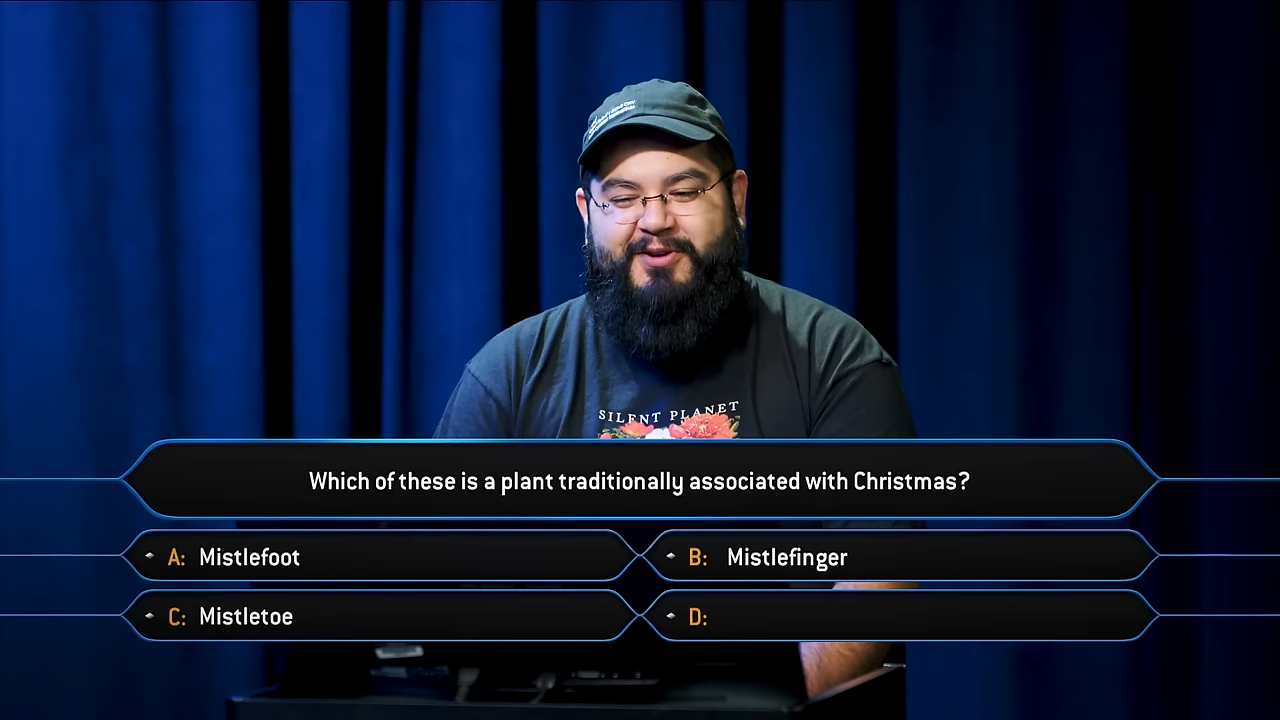 SILENT PLANET
Which of these is a plant traditionally associated with Christmas?
A: Mistlefoot
B: Mistlefinger
C: Mistletoe
D: